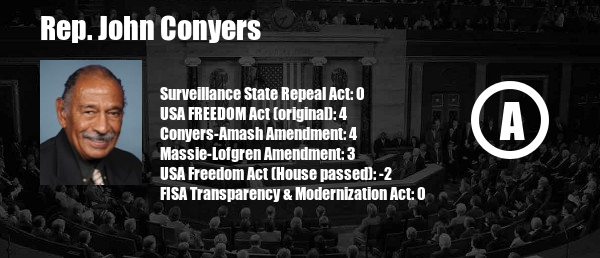 Rep. John Conyers
Surveillance State Repeal Act: 0
USA FREEDOM Act (original): 4
Conyers-Amash Amendment: 4
Massie-Lofgren Amendment: 3
USA Freedom Act (House passed): -2
FISA Transparency & Modernization Act: 0
A